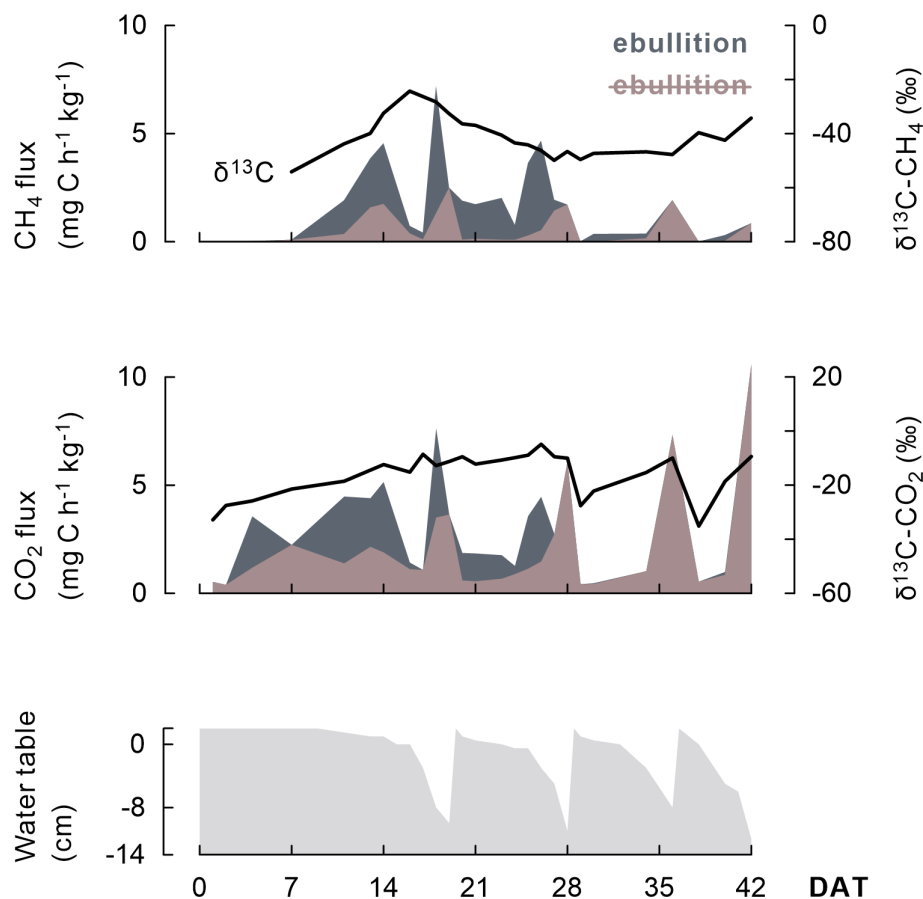 10
5
0
CH₄ flux
(mg C h⁻¹ kg⁻¹)
δ¹³C
ebullition
ebullition
0
-40
-80
δ¹³C-CH₄ (‰)
10
5
0
CO₂ flux
(mg C h⁻¹ kg⁻¹)
20
-20
-60
δ¹³C-CO₂ (‰)
0
-8
-14
Water table
(cm)
0 7 14 21 28 35 42 DAT